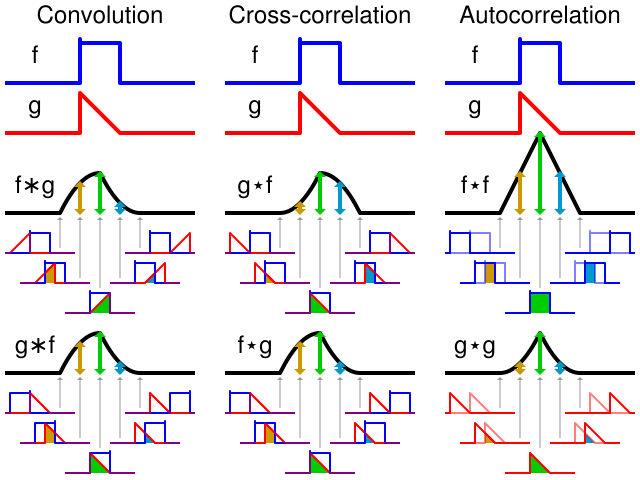 Convolution Cross-correlation Autocorrelation
f f f
g g g
f∗g g⋆f f⋆f
g∗f f⋆g g⋆g